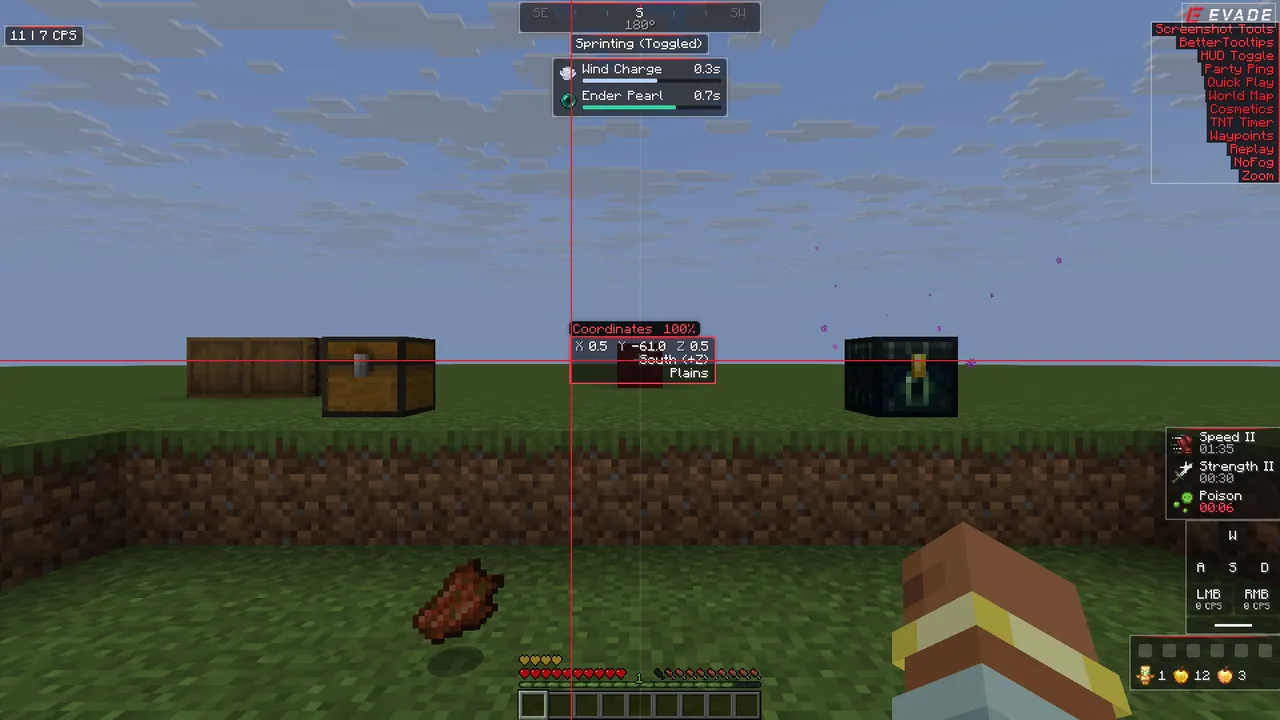 SE S SW
180°
11 | 7 CPS
EVADE
Sprinting (Toggled)
Wind Charge 0.3s
Ender Pearl 0.7s
Screenshot Tools
BetterTooltips
HUD Toggle
Party Ping
Quick Play
World Map
Cosmetics
TNT Timer
Waypoints
Replay
NoFog
Zoom
Coordinates 100%
X 0.5 Y -61.0 Z 0.5
South (+Z)
Plains
Speed II
01:35
Strength II
00:30
Poison
00:06
W
A S D
LMB RMB
0 CPS 0 CPS
1 12 3
1